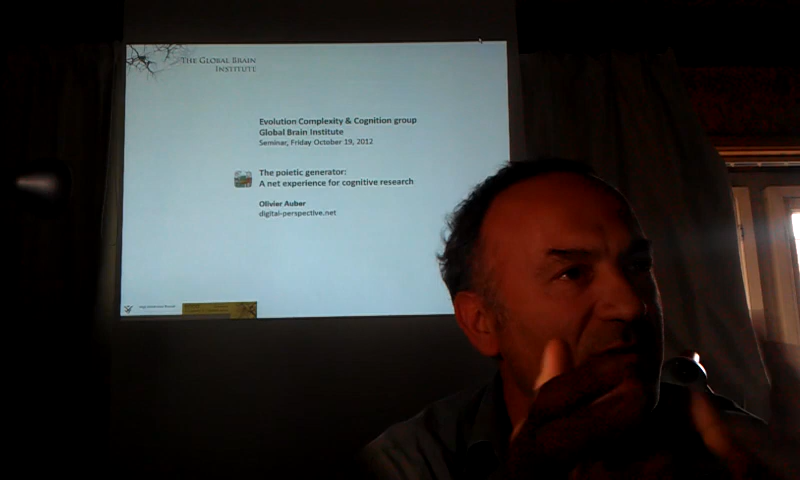 THE GLOBAL BRAIN
INSTITUTE
Evolution Complexity & Cognition group
Global Brain Institute
Seminar, Friday October 19, 2012
The poietic generator:
A net experience for cognitive research
Olivier Auber
digital-perspective.net